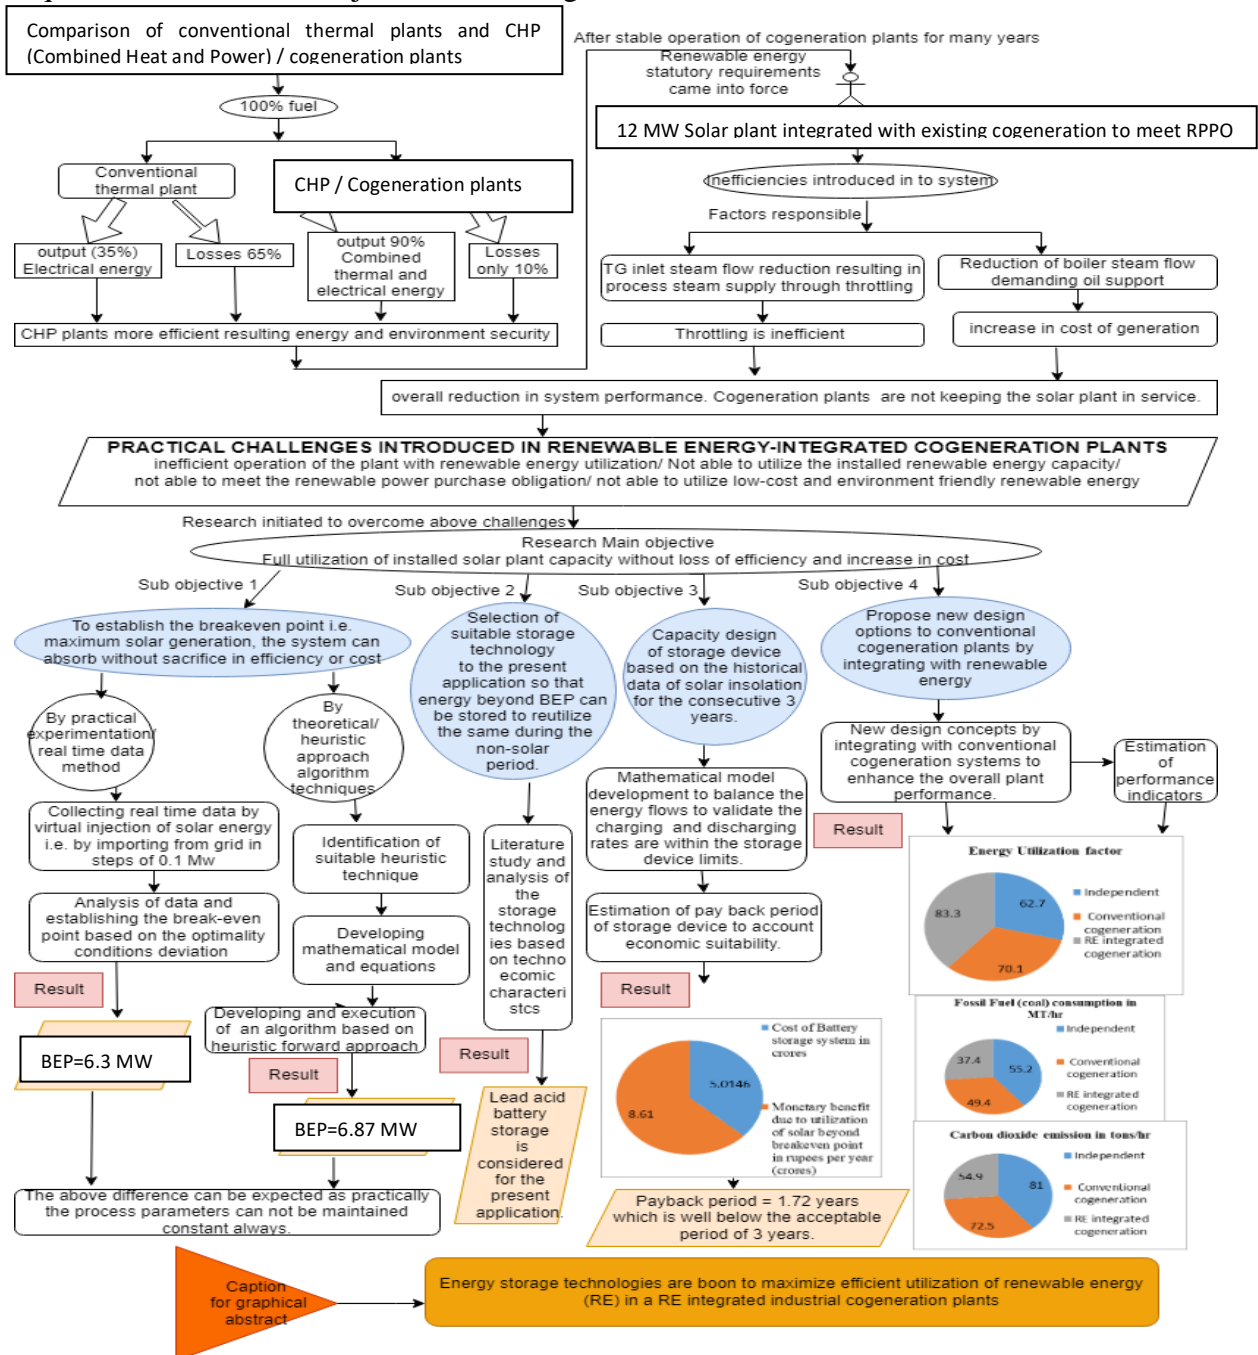 Comparison of conventional thermal plants and CHP
(Combined Heat and Power) / cogeneration plants
After stable operation of cogeneration plants for many years
Renewable energy
statutory requirements
came into force
100% fuel
12 MW Solar plant integrated with existing cogeneration to meet RPPO
Conventional
thermal plant
CHP / Cogeneration plants
Inefficiencies introduced in to system
Factors responsible
output (35%)
Electrical energy
Losses 65%
output 90%
Combined
thermal and
electrical energy
Losses
only 10%
TG inlet steam flow reduction resulting in
process steam supply through throttling
Reduction of boiler steam flow
demanding oil support
CHP plants more efficient resulting energy and environment security
Throttling is inefficient
increase in cost of generation
overall reduction in system performance. Cogeneration plants are not keeping the solar plant in service.
PRACTICAL CHALLENGES INTRODUCED IN RENEWABLE ENERGY-INTEGRATED COGENERATION PLANTS
inefficient operation of the plant with renewable energy utilization/ Not able to utilize the installed renewable energy capacity/
not able to meet the renewable power purchase obligation/ not able to utilize low-cost and environment friendly renewable energy
Research initiated to overcome above challenges
Research Main objective
Full utilization of installed solar plant capacity without loss of efficiency and increase in cost
Sub objective 1
Sub objective 2
Sub objective 3
Sub objective 4
To establish the breakeven point i.e.
maximum solar generation, the system can
absorb without sacrifice in efficiency or cost
Selection of
suitable storage
technology
to the present
application so that
energy beyond BEP can
be stored to reutilize
the same during the
non-solar
period.
Capacity design
of storage device
based on the historical
data of solar insolation
for the consecutive 3
years.
Propose new design
options to conventional
cogeneration plants by
integrating with renewable
energy
By practical
experimentation/
real time data
method
By
theoretical/
heuristic
approach
algorithm
techniques
New design concepts by
integrating with conventional
cogeneration systems to
enhance the overall plant
performance.
Estimation
of
performance
indicators
Collecting real time data by
virtual injection of solar energy
i.e. by importing from grid in
steps of 0.1 Mw
Identification of
suitable heuristic
technique
Literature
study and
analysis of
the
storage
technolog
ies based
on techno
ecomic
characteri
stcs
Mathematical model
development to balance the
energy flows to validate the
charging and discharging
rates are within the storage
device limits.
Result
Analysis of data and
establishing the break-even
point based on the optimality
conditions deviation
Developing
mathematical model
and equations
Estimation of pay back period
of storage device to account
economic suitability.
Energy Utilization factor
83.3
62.7
70.1
Independent
Conventional
cogeneration
RE integrated
cogeneration
Result
Developing and execution
of an algorithm based on
heuristic forward approach
Result
Fossil Fuel (coal) consumption in
MT/hr
37.4
55.2
49.4
Independent
Conventional
cogeneration
RE integrated
cogeneration
BEP=6.3 MW
Result
Result
Cost of Battery
storage system in
crores
5.0146
8.61
Monetary benefit
due to utilization
of solar beyond
breakeven point
in rupees per year
(crores)
BEP=6.87 MW
Lead acid
battery
storage
is
considered
for the
present
application.
Carbon dioxide emission in tons/hr
54.9
81
72.5
Independent
Conventional
cogeneration
RE integrated
cogeneration
The above difference can be expected as practically
the process parameters can not be maintained
constant always.
Payback period = 1.72 years
which is well below the acceptable
period of 3 years.
Caption
for graphical
abstract
Energy storage technologies are boon to maximize efficient utilization of renewable energy
(RE) in a RE integrated industrial cogeneration plants